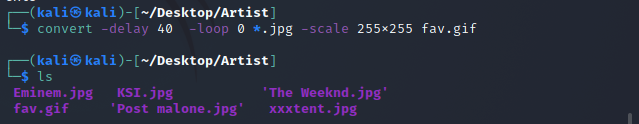 ┌──(kali㉿kali)-[~/Desktop/Artist]
└─$ convert -delay 40  -loop 0 *.jpg -scale 255×255 fav.gif
┌──(kali㉿kali)-[~/Desktop/Artist]
└─$ ls
Eminem.jpg   KSI.jpg            'The Weeknd.jpg'
fav.gif     'Post malone.jpg'   xxxtent.jpg